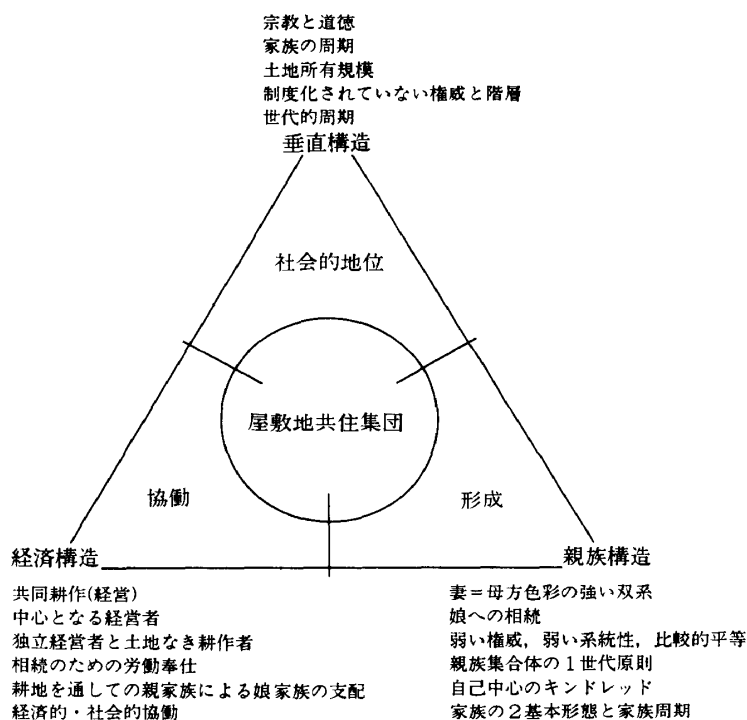 宗教と道徳
家族の周期
土地所有規模
制度化されていない権威と階層
世代的周期
垂直構造
社会的地位
屋敷地共住集団
協働
形成
経済構造
共同耕作(経営)
中心となる経営者
独立経営者と土地なき耕作者
相続のための労働奉仕
耕地を通しての親家族による娘家族の支配
経済的・社会的協働
親族構造
妻=母方色彩の強い双系
娘への相続
弱い権威,弱い系統性,比較的平等
親族集合体の1世代原則
自己中心のキンドレッド
家族の2基本形態と家族周期